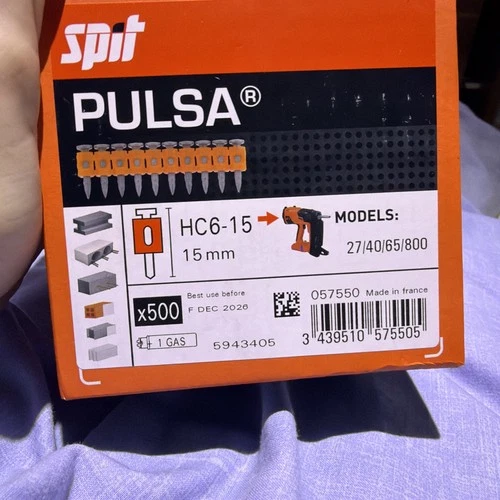 Spit
PULSA®
HC6-15
15mm
MODELS:
27/40/65/800
x500
Best use before
F DEC 2026
1 GAS
5943405
057550 Made in france
3 439510 575505